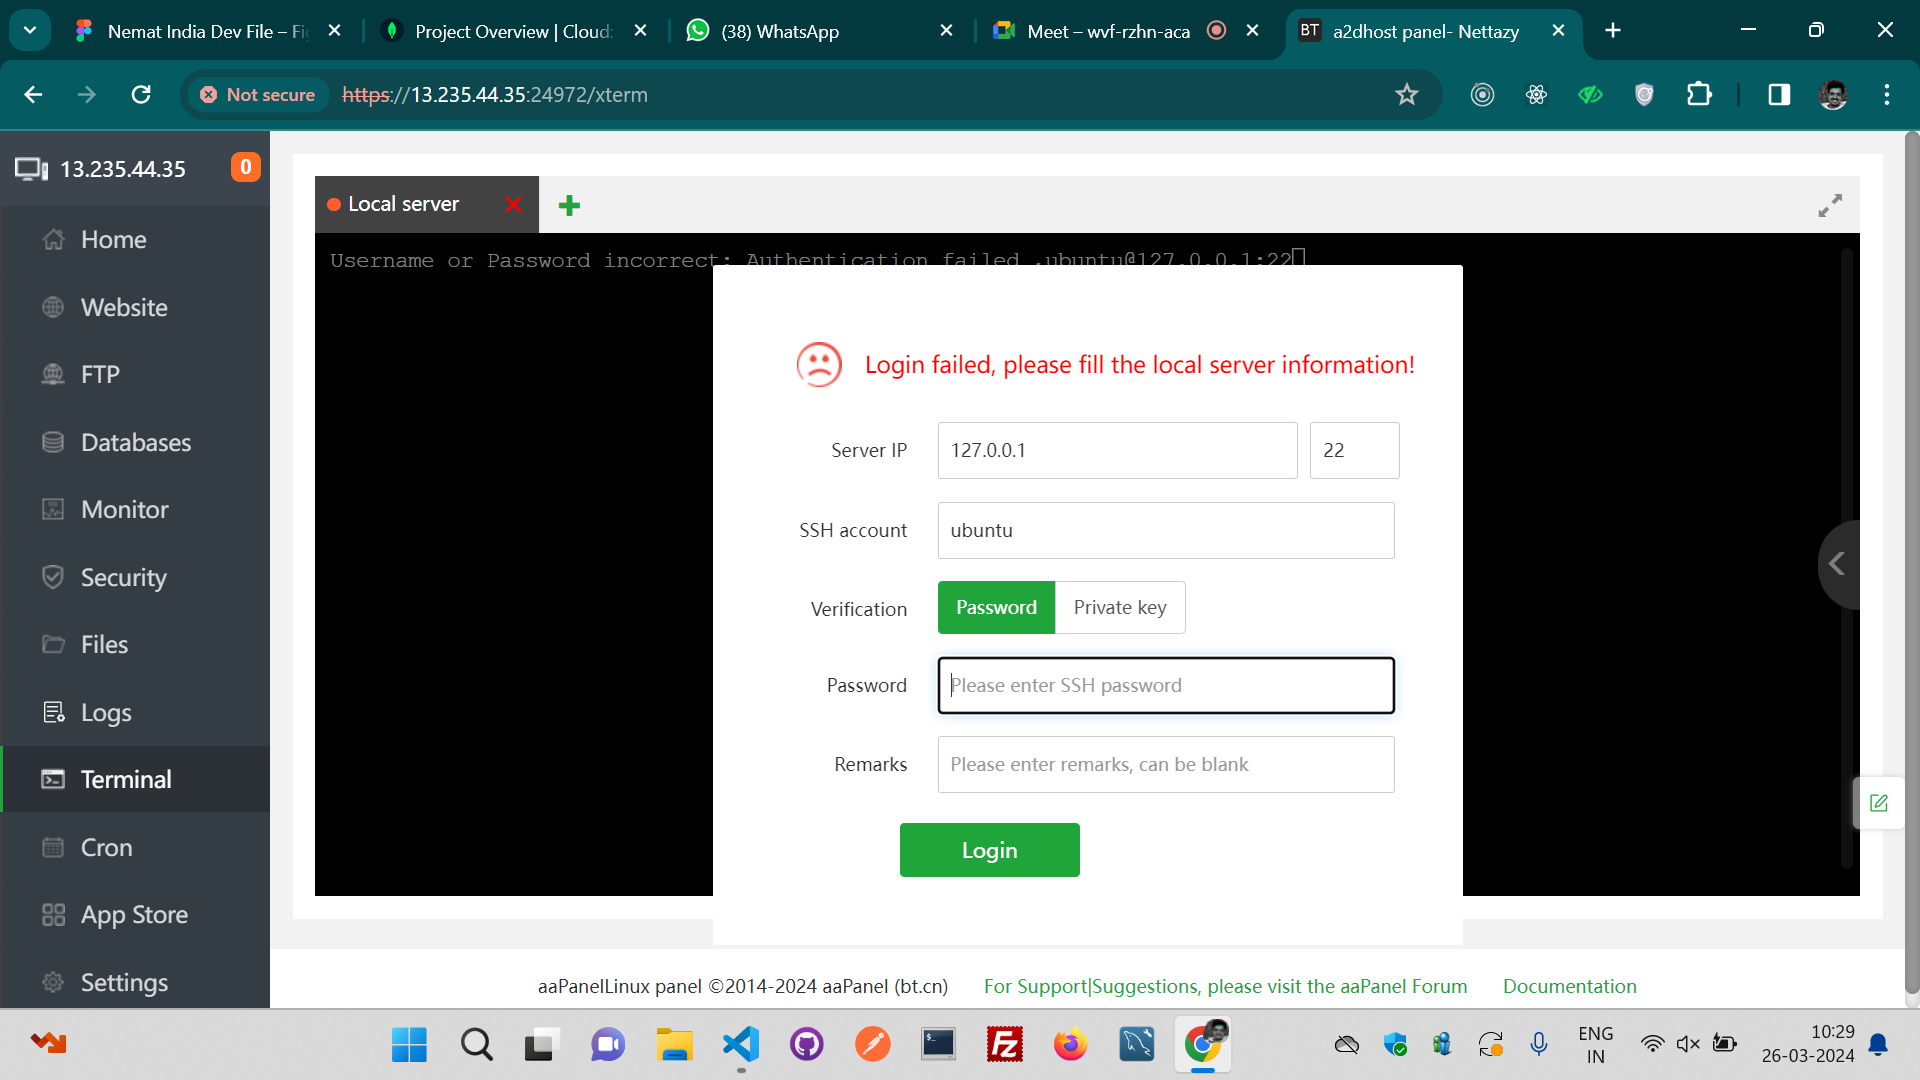 Nemat India Dev File – Fi
Project Overview | Cloud:
(38) WhatsApp
Meet – wvf-rzhn-aca
BT
a2dhost panel- Nettazy
Not secure
https://13.235.44.35:24972/xterm
13.235.44.35
0
Home
Website
FTP
Databases
Monitor
Security
Files
Logs
Terminal
Cron
App Store
Settings
Local server
Username or Password incorrect: Authentication failed ,ubuntu@127.0.0.1:22
Login failed, please fill the local server information!
Server IP
127.0.0.1
22
SSH account
ubuntu
Verification
Password
Private key
Password
Please enter SSH password
Remarks
Please enter remarks, can be blank
Login
aaPanelLinux panel ©2014-2024 aaPanel (bt.cn)
For Support|Suggestions, please visit the aaPanel Forum
Documentation
Fz
ENG
IN
10:29
26-03-2024